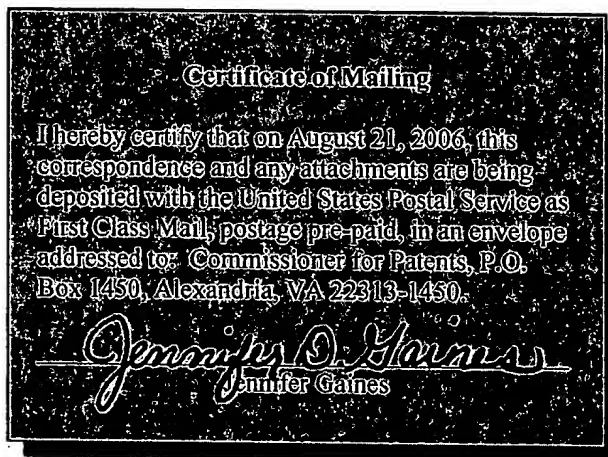 Certificate of Mailing
I hereby certify that on August 21, 2006, this
correspondence and any attachments are being
deposited with the United States Postal Service as
First Class Mail, postage pre-paid, in an envelope
addressed to: Commissioner for Patents, P.O.
Box 1450, Alexandria, VA 22313-1450.
Jennifer D. Gaines
Jennifer Gaines